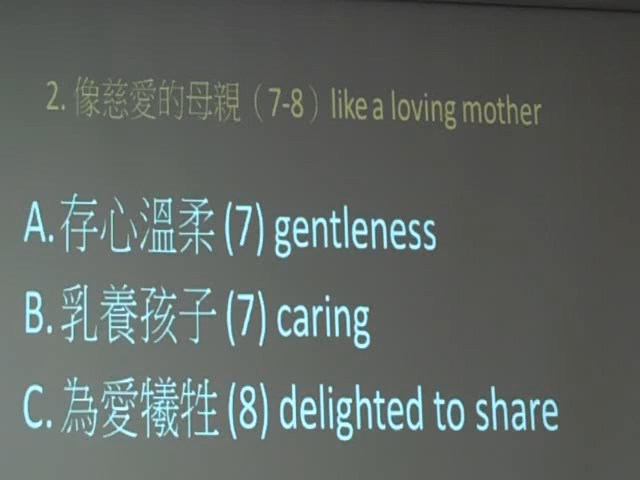 2. 像慈愛的母親（7-8）like a loving mother
A. 存心溫柔 (7) gentleness
B. 乳養孩子 (7) caring
C. 為愛犧牲 (8) delighted to share